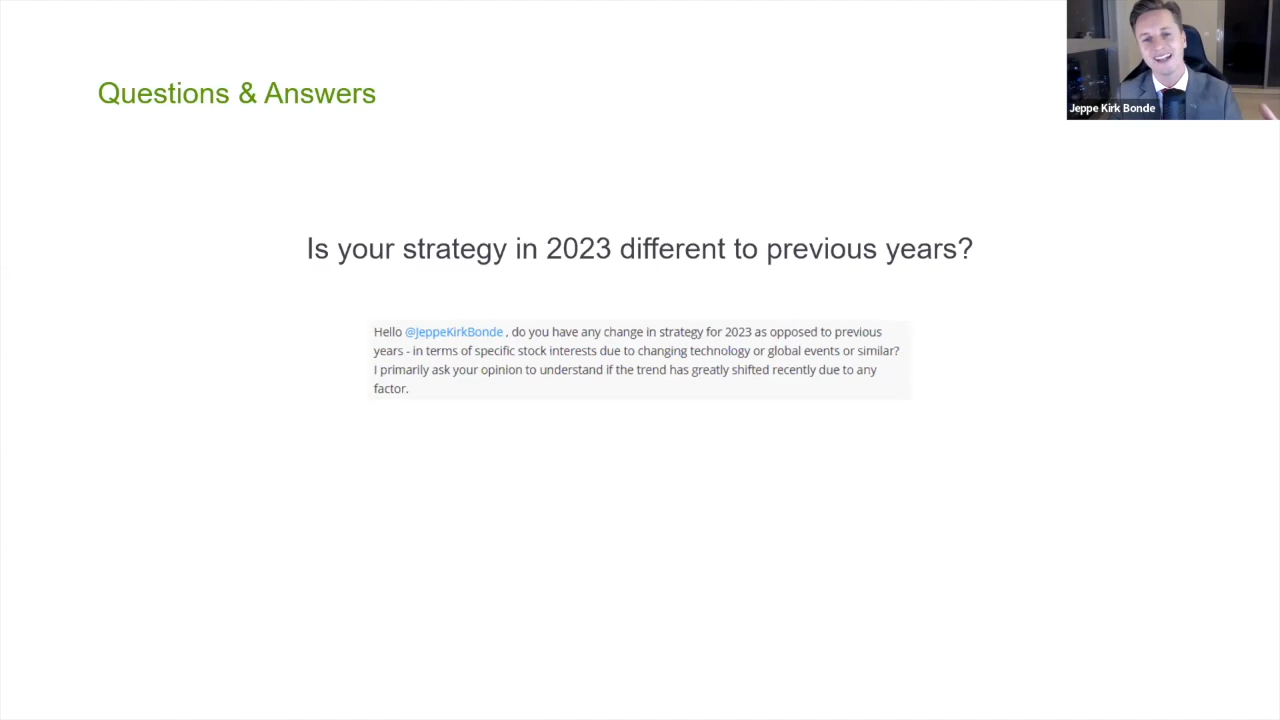 Questions & Answers
Jeppe Kirk Bonde
Is your strategy in 2023 different to previous years?
Hello @JeppeKirkBonde , do you have any change in strategy for 2023 as opposed to previous
years - in terms of specific stock interests due to changing technology or global events or similar?
I primarily ask your opinion to understand if the trend has greatly shifted recently due to any
factor.